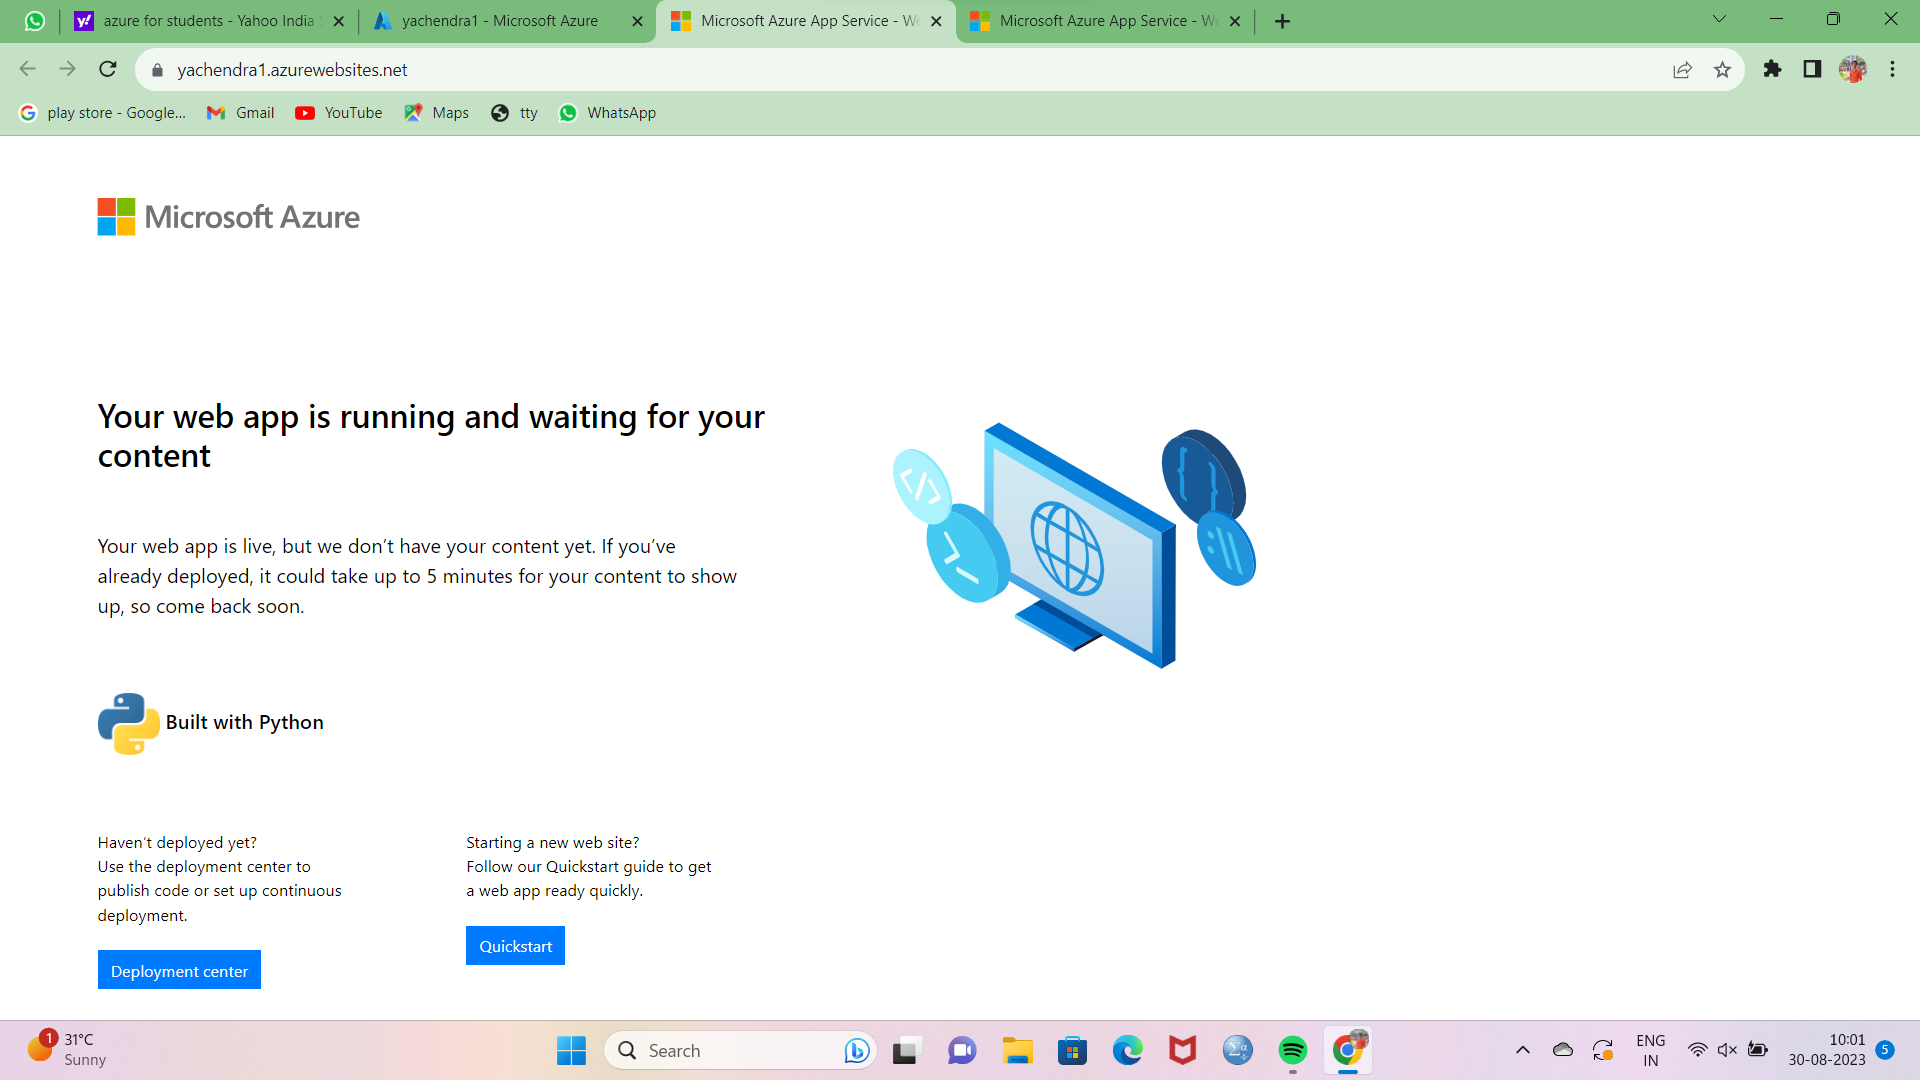 azure for students - Yahoo India
yachendra1 - Microsoft Azure
Microsoft Azure App Service - We
Microsoft Azure App Service - We
yachendra1.azurewebsites.net
play store - Google...
Gmail
YouTube
Maps
tty
WhatsApp
Microsoft Azure
Your web app is running and waiting for your
content
Your web app is live, but we don’t have your content yet. If you’ve
already deployed, it could take up to 5 minutes for your content to show
up, so come back soon.
Built with Python
Haven’t deployed yet?
Use the deployment center to
publish code or set up continuous
deployment.
Deployment center
Starting a new web site?
Follow our Quickstart guide to get
a web app ready quickly.
Quickstart
1
31°C
Sunny
Search
ENG
IN
10:01
30-08-2023
5